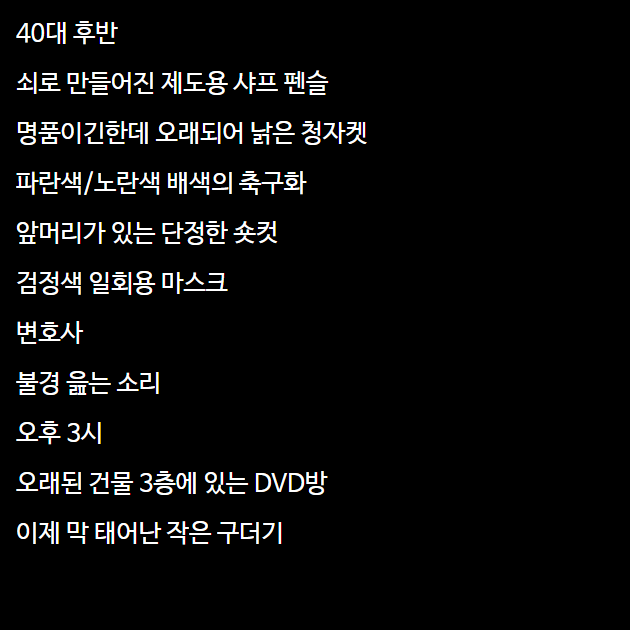 40대 후반
쇠로 만들어진 제도용 샤프 펜슬
명품이긴한데 오래되어 낡은 청자켓
파란색/노란색 배색의 축구화
앞머리가 있는 단정한 숏컷
검정색 일회용 마스크
변호사
불경 읊는 소리
오후 3시
오래된 건물 3층에 있는 DVD방
이제 막 태어난 작은 구더기